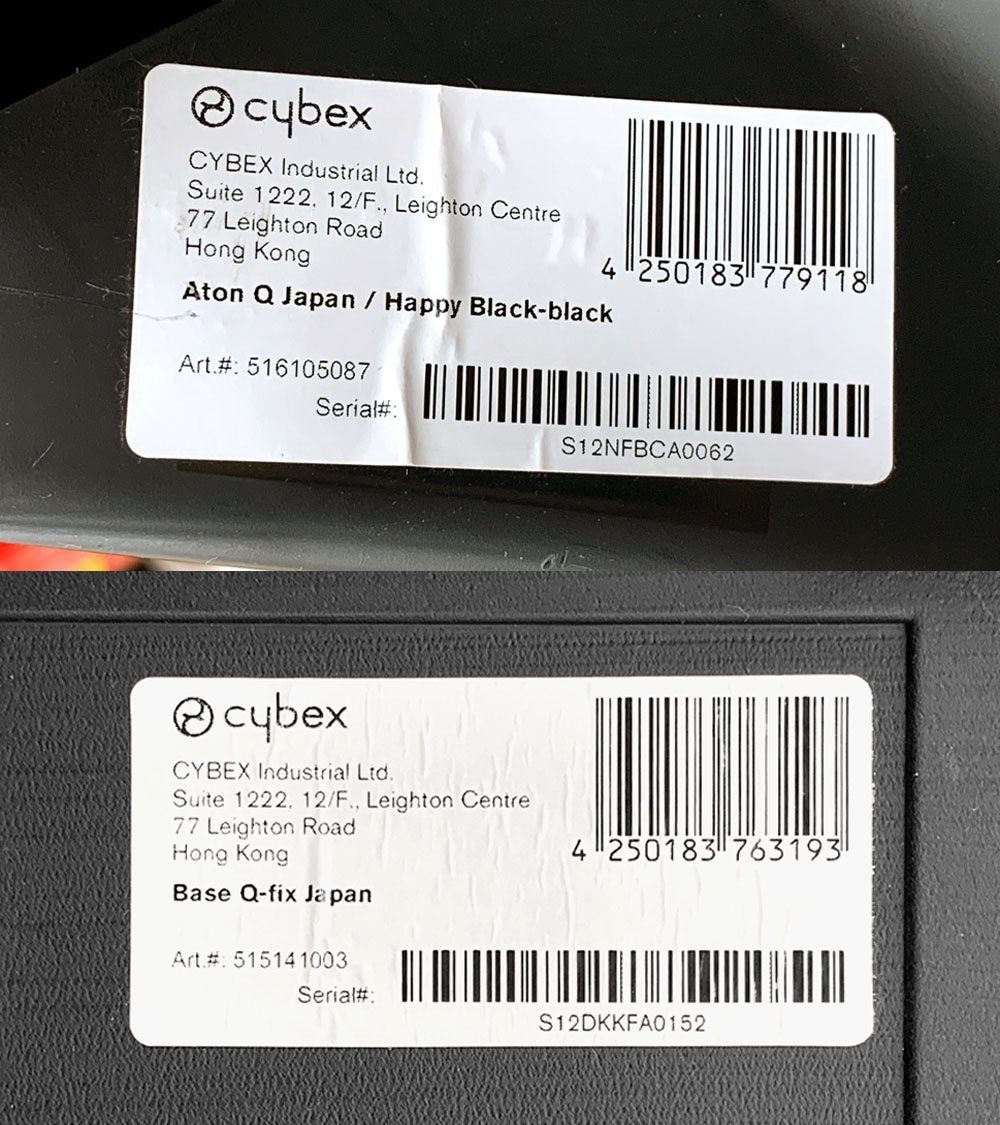 cybex
CYBEX Industrial Ltd.
Suite 1222, 12/F., Leighton Centre
77 Leighton Road
Hong Kong
4 250183 779118
Aton Q Japan / Happy Black-black
Art.#: 516105087
Serial#:
S12NFBCA0062
cybex
CYBEX Industrial Ltd.
Suite 1222, 12/F., Leighton Centre
77 Leighton Road
Hong Kong
4 250183 763193
Base Q-fix Japan
Art.#: 515141003
Serial#:
S12DKKFA0152